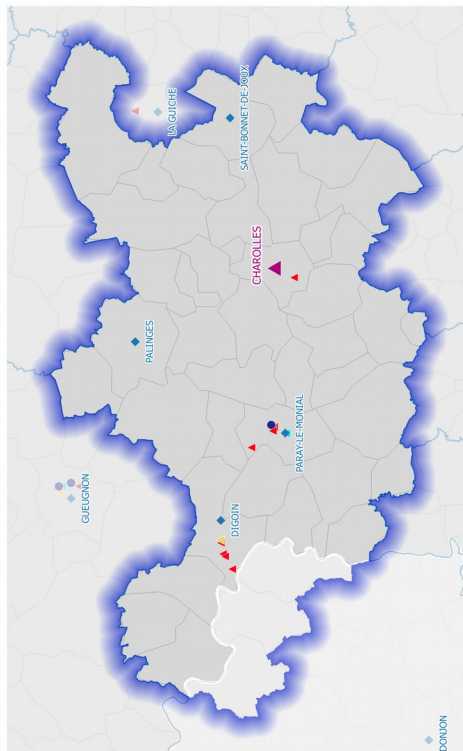 LA GUICHE
SAINT-BONNET-DE-JOUX
CHAROLLES
PALINGES
PARAY-LE-MONIAL
GUEUGNON
DIGOIN
DONJON